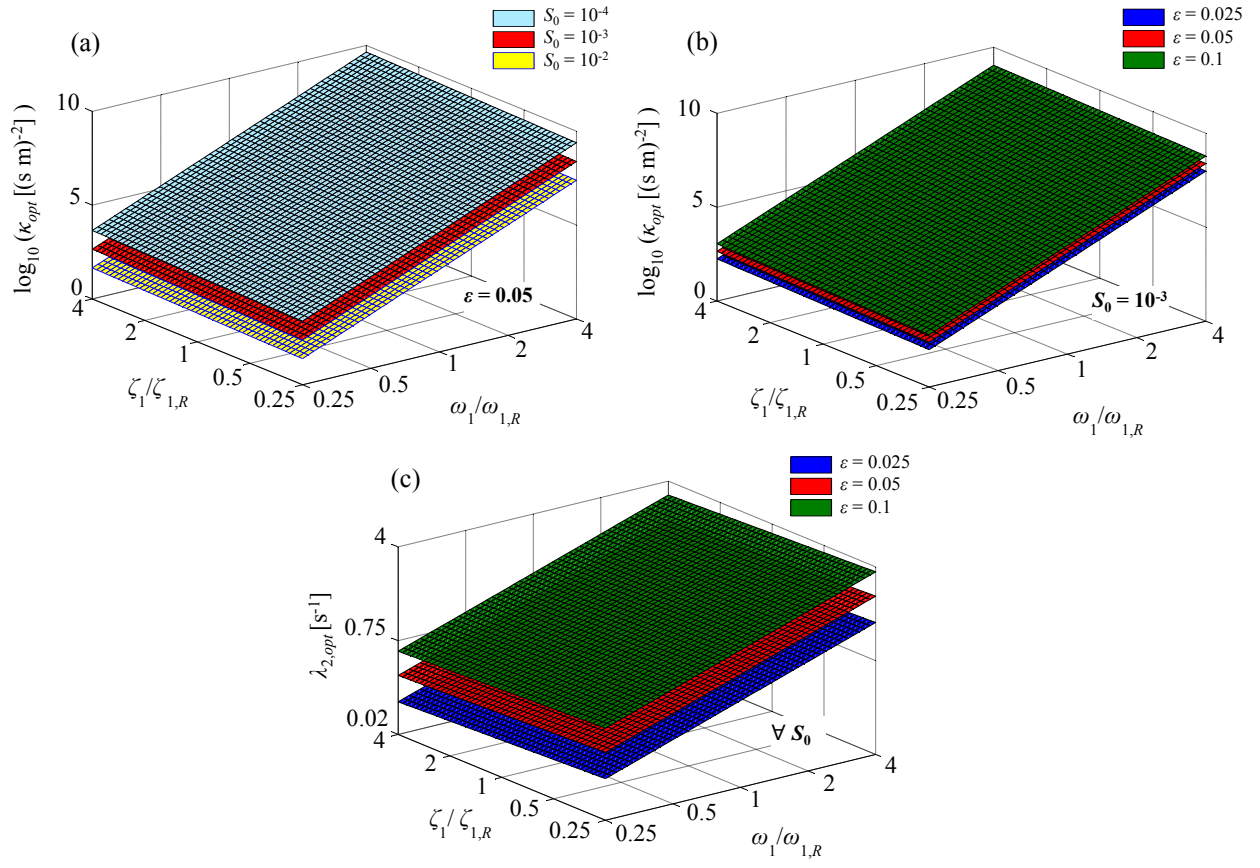 (a)
S₀ = 10⁻⁴
S₀ = 10⁻³
S₀ = 10⁻²
log₁₀ (κₒₚₜ [(s m)⁻²] )
10
5
0
4
2
1
0.5
0.25
ζ₁/ζ₁,R
0.25
0.5
1
2
4
ω₁/ω₁,R
ε = 0.05
(b)
ε = 0.025
ε = 0.05
ε = 0.1
log₁₀ (κₒₚₜ [(s m)⁻²] )
10
5
0
4
2
1
0.5
0.25
ζ₁/ζ₁,R
0.25
0.5
1
2
4
ω₁/ω₁,R
S₀ = 10⁻³
(c)
ε = 0.025
ε = 0.05
ε = 0.1
λ₂,ₒₚₜ [s⁻¹]
4
0.75
0.02
4
2
1
0.5
0.25
ζ₁/ ζ₁,R
0.25
0.5
1
2
4
ω₁/ω₁,R
∀ S₀